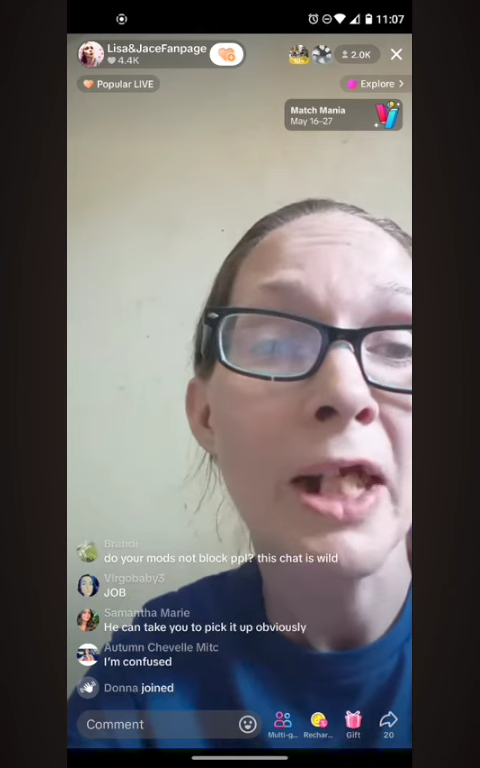 11:07
Lisa&JaceFanpage
4.4K
2.0K
Popular LIVE
Explore
Match Mania
May 16-27
Brandi
do your mods not block ppl? this chat is wild
Virgobaby3
JOB
Samantha Marie
He can take you to pick it up obviously
Autumn Chevelle Mitc
I'm confused
Donna joined
Comment
Multi-g...
Rechar...
Gift
20